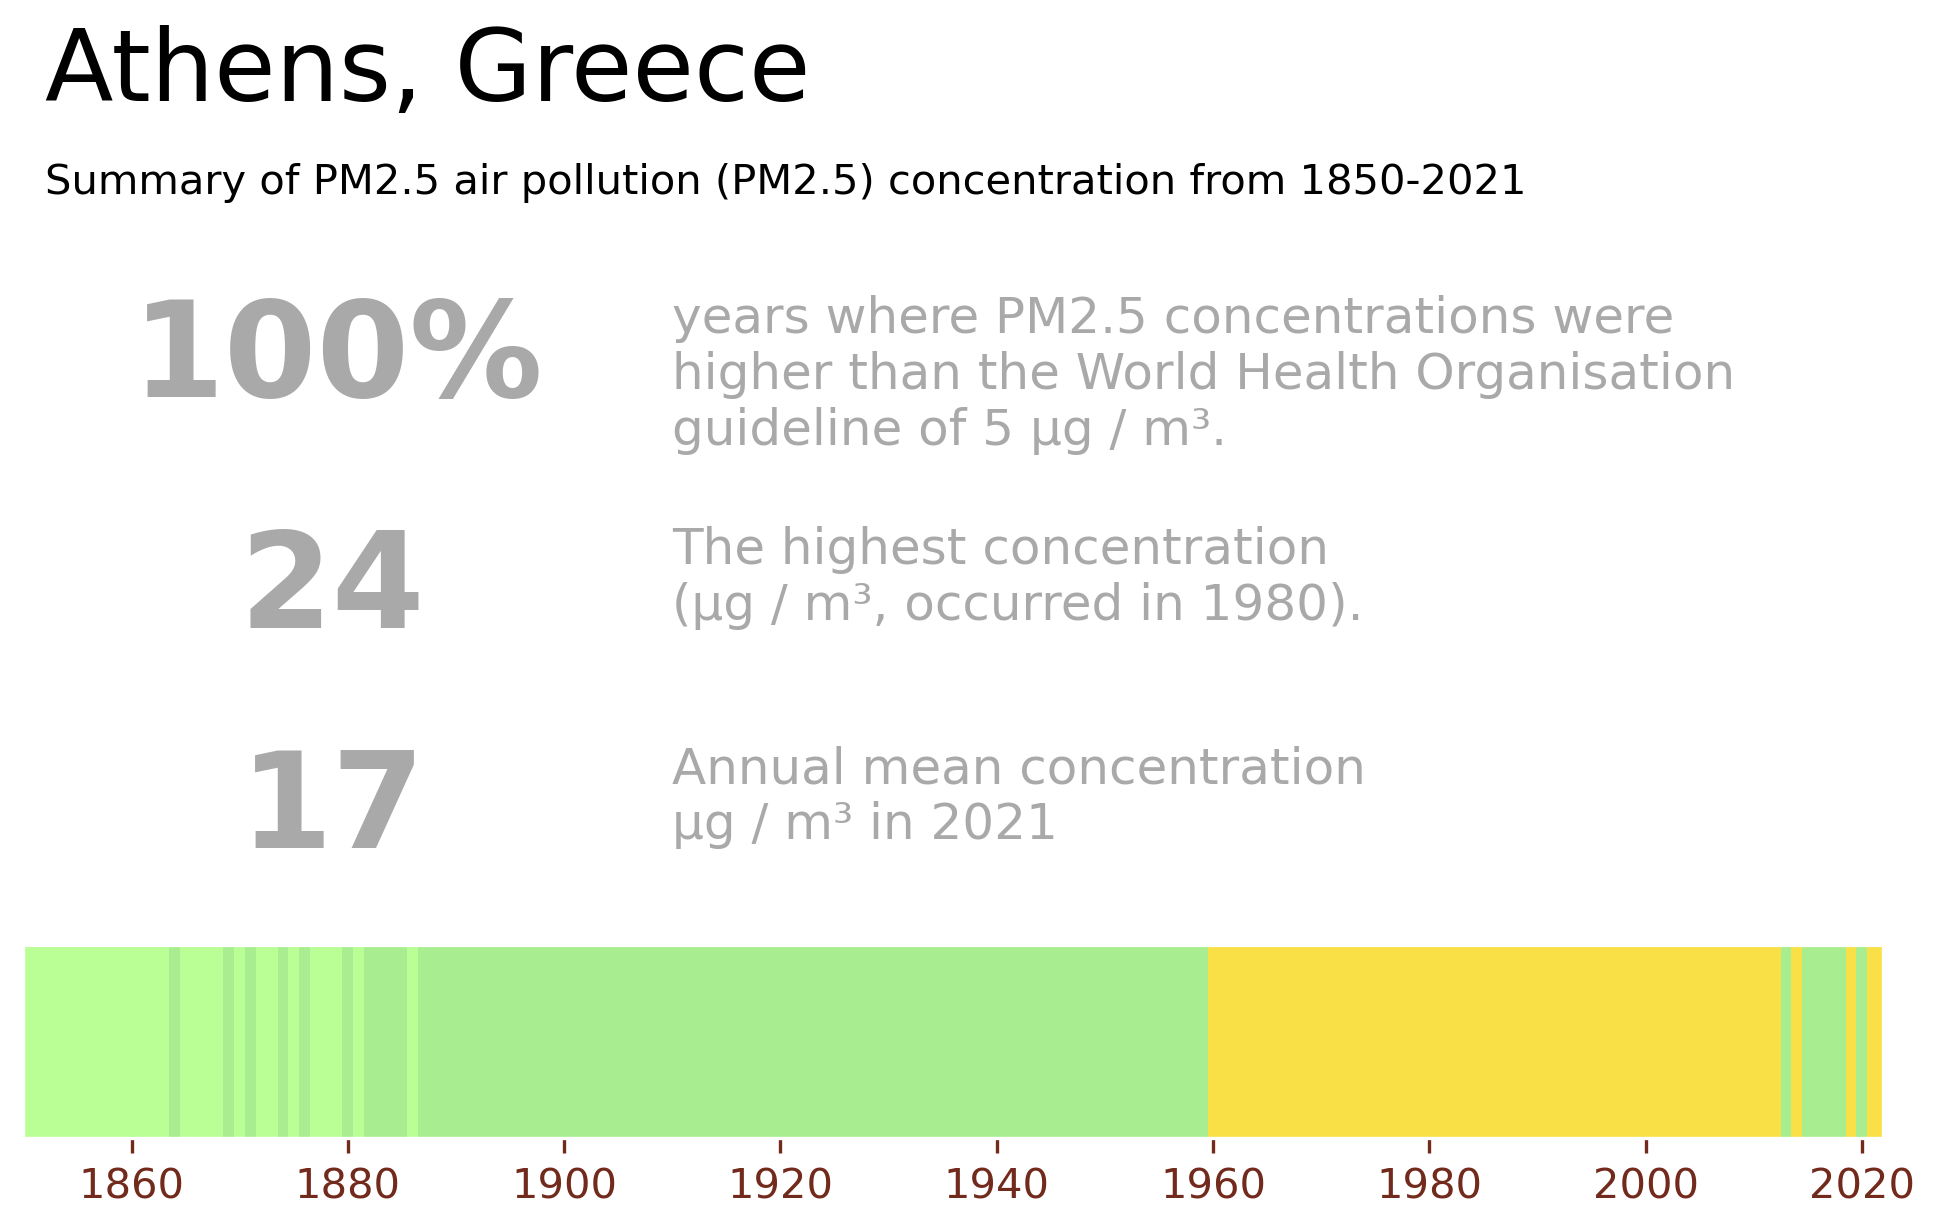 Athens, Greece
Summary of PM2.5 air pollution (PM2.5) concentration from 1850-2021
100%
years where PM2.5 concentrations were
higher than the World Health Organisation
guideline of 5 µg / m³.
24
The highest concentration
(µg / m³, occurred in 1980).
17
Annual mean concentration
µg / m³ in 2021
1860 1880 1900 1920 1940 1960 1980 2000 2020